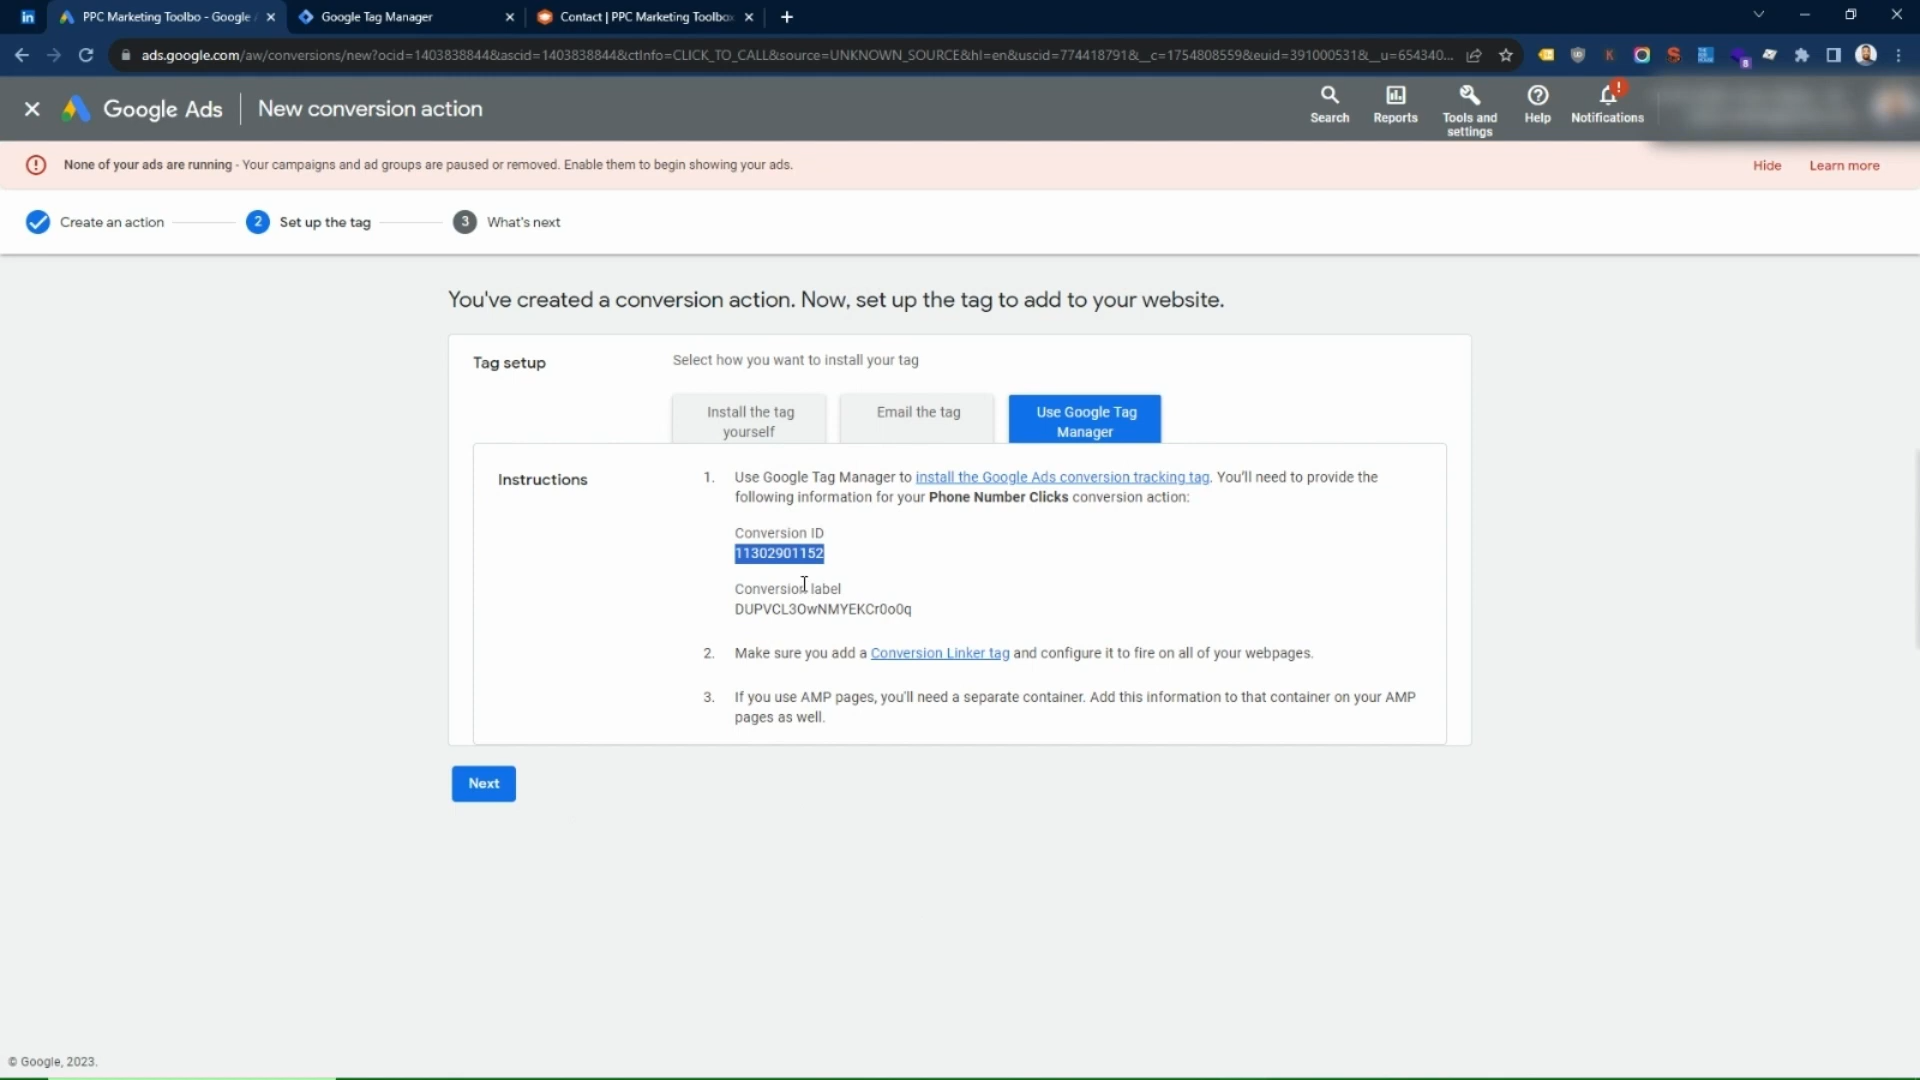 PPC Marketing Toolbo - Google /
Google Tag Manager
Contact | PPC Marketing Toolbox
ads.google.com/aw/conversions/new?ocid=1403838844&ascid=1403838844&ctInfo=CLICK_TO_CALL&source=UNKNOWN_SOURCE&hl=en&uscid=774418791&__c=1754808559&euid=391000531&__u=654340...
Google Ads
New conversion action
Search
Reports
Tools and
settings
Help
Notifications
None of your ads are running - Your campaigns and ad groups are paused or removed. Enable them to begin showing your ads.
Hide
Learn more
Create an action
2
Set up the tag
3
What's next
You've created a conversion action. Now, set up the tag to add to your website.
Tag setup
Select how you want to install your tag
Install the tag
yourself
Email the tag
Use Google Tag
Manager
Instructions
1. Use Google Tag Manager to install the Google Ads conversion tracking tag. You'll need to provide the
following information for your Phone Number Clicks conversion action:
Conversion ID
11302901152
Conversion label
DUPVCL3OwNMYEKCr0o0q
2. Make sure you add a Conversion Linker tag and configure it to fire on all of your webpages.
3. If you use AMP pages, you'll need a separate container. Add this information to that container on your AMP
pages as well.
Next
© Google, 2023.